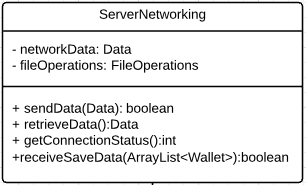 ServerNetworking
- networkData: Data
- fileOperations: FileOperations
+ sendData(Data): boolean
+ retrieveData():Data
+ getConnectionStatus():int
+receiveSaveData(ArrayList<Wallet>):boolean